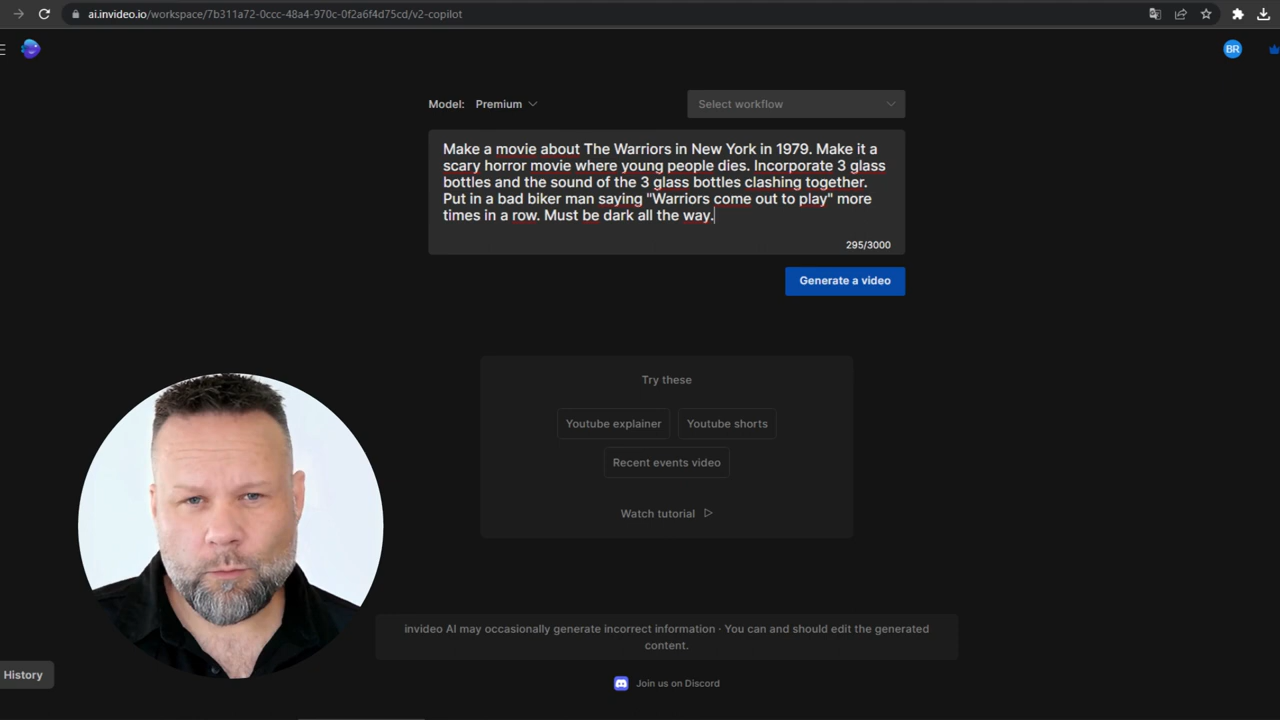 ai.invideo.io/workspace/7b311a72-0ccc-48a4-970c-0f2a6f4d75cd/v2-copilot
BR
Model: Premium
Select workflow
Make a movie about The Warriors in New York in 1979. Make it a
scary horror movie where young people dies. Incorporate 3 glass
bottles and the sound of the 3 glass bottles clashing together.
Put in a bad biker man saying "Warriors come out to play" more
times in a row. Must be dark all the way.
295/3000
Generate a video
Try these
Youtube explainer
Youtube shorts
Recent events video
Watch tutorial
invideo AI may occasionally generate incorrect information · You can and should edit the generated
content.
History
Join us on Discord